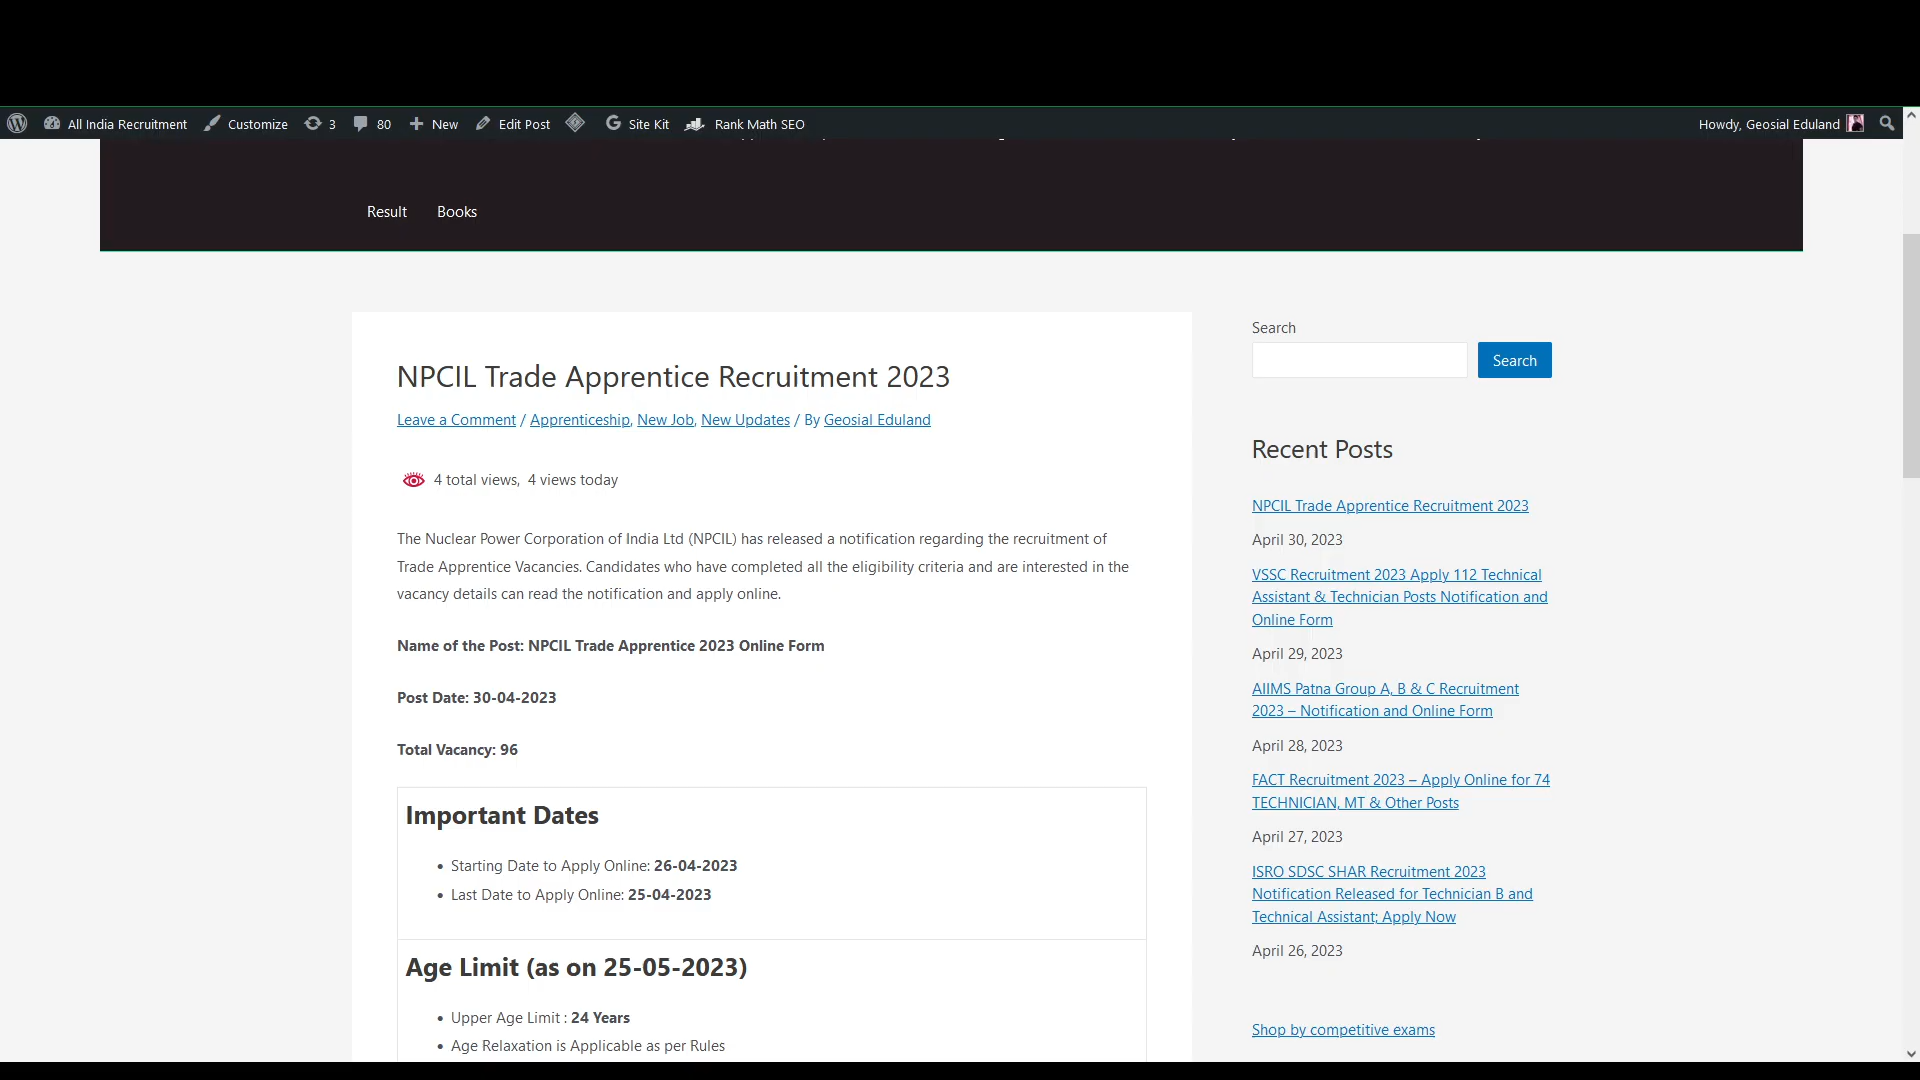 All India Recruitment Customize 3 80 New Edit Post Site Kit Rank Math SEO Howdy, Geosial Eduland
Result Books
NPCIL Trade Apprentice Recruitment 2023
Leave a Comment / Apprenticeship, New Job, New Updates / By Geosial Eduland
4 total views, 4 views today
The Nuclear Power Corporation of India Ltd (NPCIL) has released a notification regarding the recruitment of
Trade Apprentice Vacancies. Candidates who have completed all the eligibility criteria and are interested in the
vacancy details can read the notification and apply online.
Name of the Post: NPCIL Trade Apprentice 2023 Online Form
Post Date: 30-04-2023
Total Vacancy: 96
Important Dates
• Starting Date to Apply Online: 26-04-2023
• Last Date to Apply Online: 25-04-2023
Age Limit (as on 25-05-2023)
• Upper Age Limit : 24 Years
• Age Relaxation is Applicable as per Rules
Search
Search
Recent Posts
NPCIL Trade Apprentice Recruitment 2023
April 30, 2023
VSSC Recruitment 2023 Apply 112 Technical
Assistant & Technician Posts Notification and
Online Form
April 29, 2023
AIIMS Patna Group A, B & C Recruitment
2023 – Notification and Online Form
April 28, 2023
FACT Recruitment 2023 – Apply Online for 74
TECHNICIAN, MT & Other Posts
April 27, 2023
ISRO SDSC SHAR Recruitment 2023
Notification Released for Technician B and
Technical Assistant; Apply Now
April 26, 2023
Shop by competitive exams